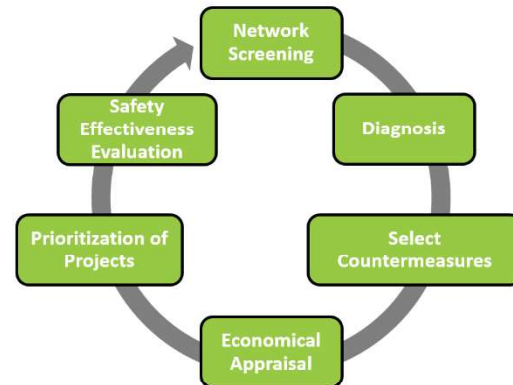 Network
Screening
Diagnosis
Select
Countermeasures
Economical
Appraisal
Prioritization of
Projects
Safety
Effectiveness
Evaluation